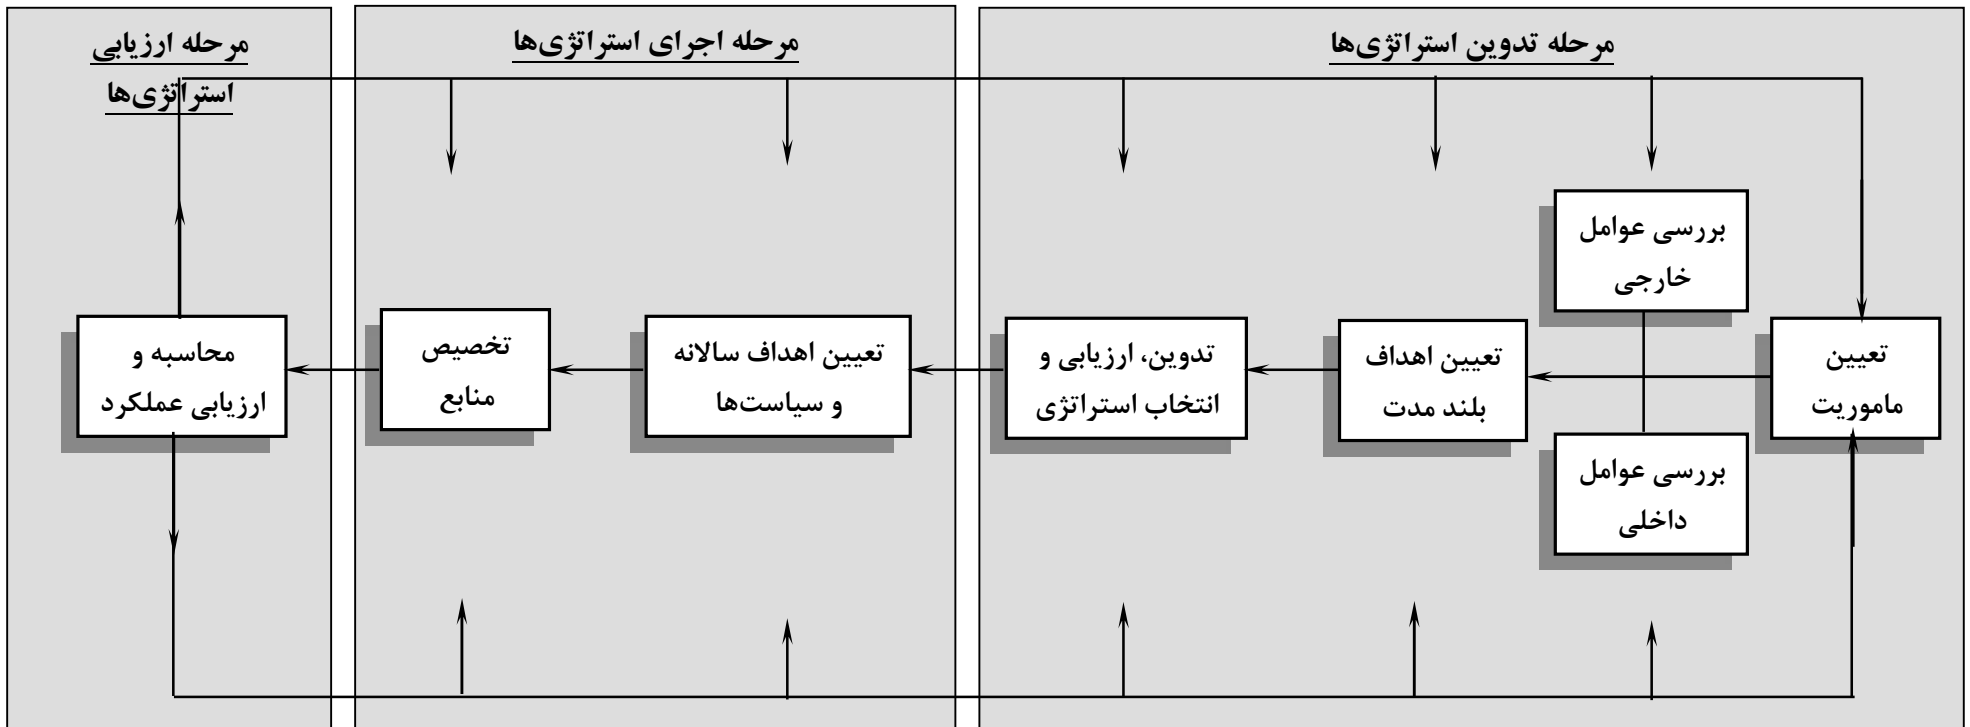 مرحله تدوین استراتژی‌ها
تعیین
ماموریت
بررسی عوامل
خارجی
بررسی عوامل
داخلی
تعیین اهداف
بلند مدت
تدوین، ارزیابی و
انتخاب استراتژی
مرحله اجرای استراتژی‌ها
تعیین اهداف سالانه
و سیاست‌ها
تخصیص
منابع
مرحله ارزیابی
استراتژی‌ها
محاسبه و
ارزیابی عملکرد